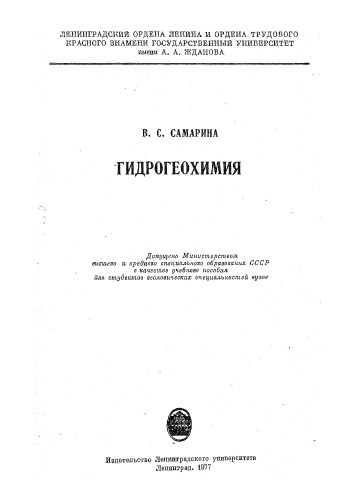 ЛЕНИНГРАДСКИЙ ОРДЕНА ЛЕНИНА И ОРДЕНА ТРУДОВОГО
КРАСНОГО ЗНАМЕНИ ГОСУДАРСТВЕННЫЙ УНИВЕРСИТЕТ
имени А. А. ЖДАНОВА
В. С. САМАРИНА
ГИДРОГЕОХИМИЯ
Допущено Министерством
высшего и среднего специального образования СССР
в качестве учебного пособия
для студентов геологических специальностей вузов
Издательство Ленинградского университета
Ленинград, 1977